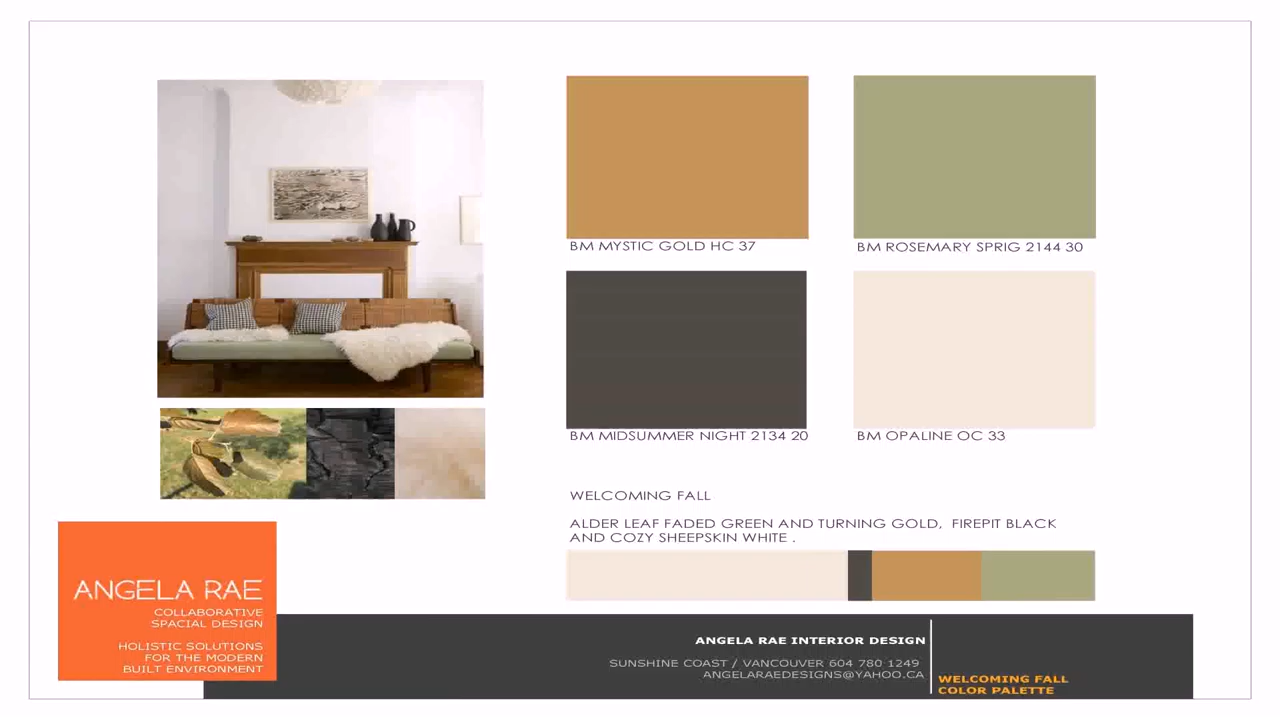 BM MYSTIC GOLD HC 37
BM ROSEMARY SPRIG 2144 30
BM MIDSUMMER NIGHT 2134 20
BM OPALINE OC 33
WELCOMING FALL
ALDER LEAF FADED GREEN AND TURNING GOLD, FIREPIT BLACK
AND COZY SHEEPSKIN WHITE .
ANGELA RAE
COLLABORATIVE
SPACIAL DESIGN
HOLISTIC SOLUTIONS
FOR THE MODERN
BUILT ENVIRONMENT
ANGELA RAE INTERIOR DESIGN
SUNSHINE COAST / VANCOUVER 604 780 1249
ANGELARAEDESIGNS@YAHOO.CA
WELCOMING FALL
COLOR PALETTE